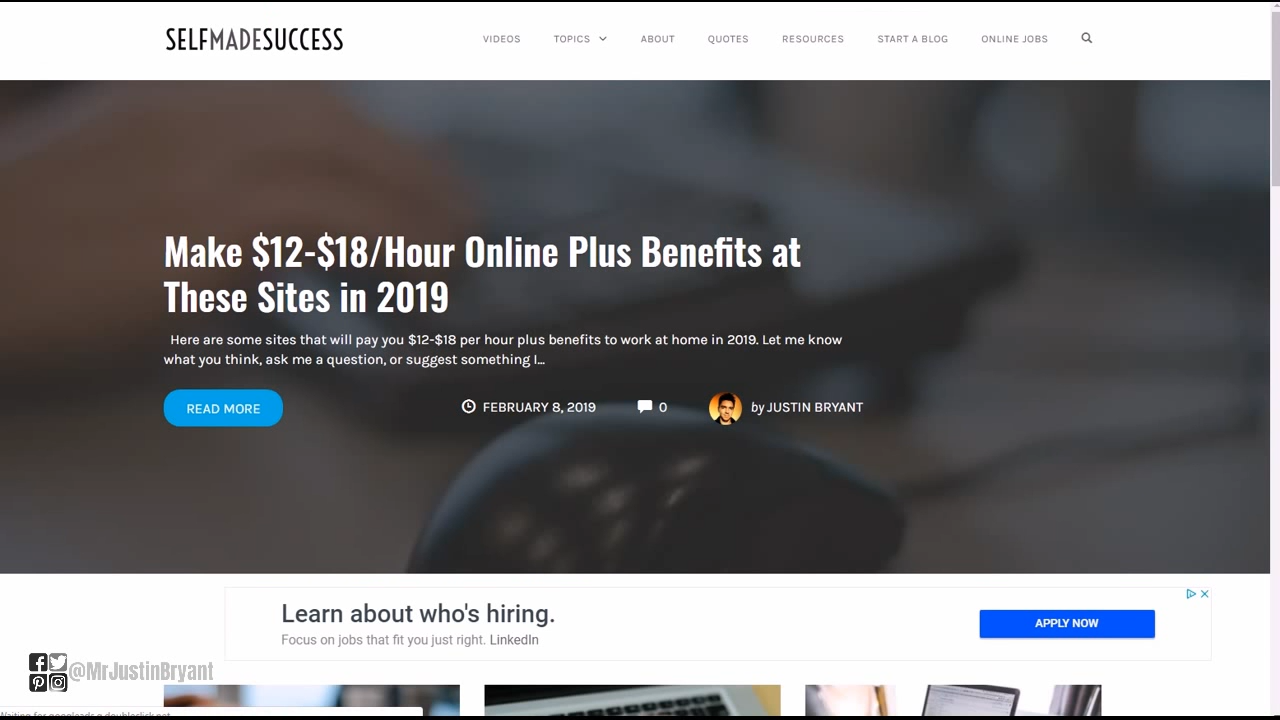 SELFMADESUCCESS
VIDEOS
TOPICS
ABOUT
QUOTES
RESOURCES
START A BLOG
ONLINE JOBS
Make $12-$18/Hour Online Plus Benefits at
These Sites in 2019
Here are some sites that will pay you $12-$18 per hour plus benefits to work at home in 2019. Let me know
what you think, ask me a question, or suggest something I...
READ MORE
FEBRUARY 8, 2019
0
by JUSTIN BRYANT
Learn about who's hiring.
Focus on jobs that fit you just right. LinkedIn
APPLY NOW
@MrJustinBryant